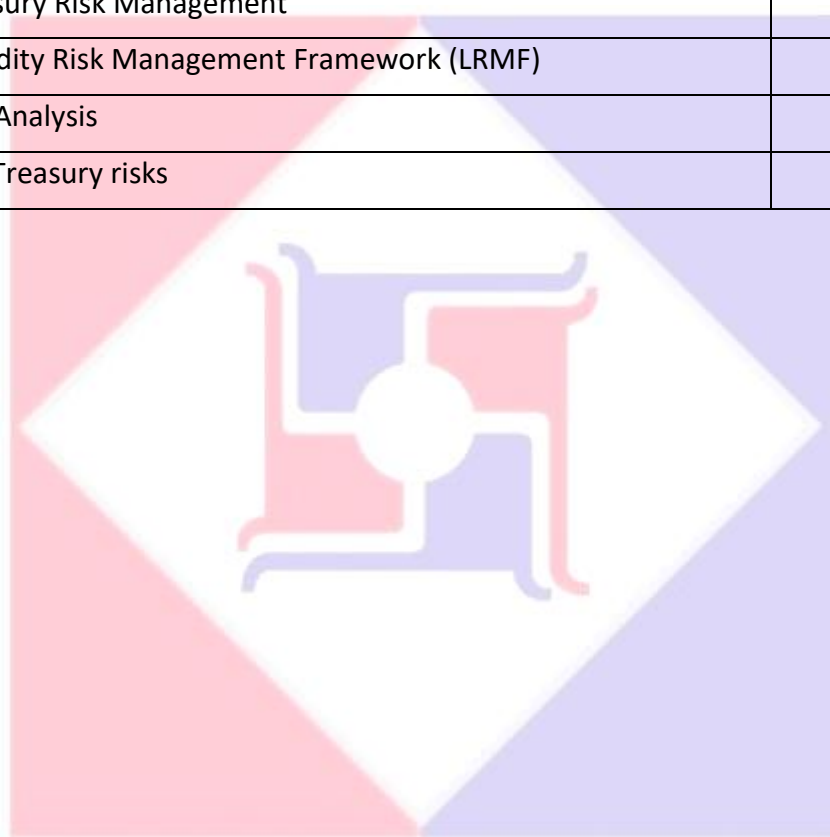 sury Risk Management
dity Risk Management Framework (LRMF)
Analysis
Treasury risks